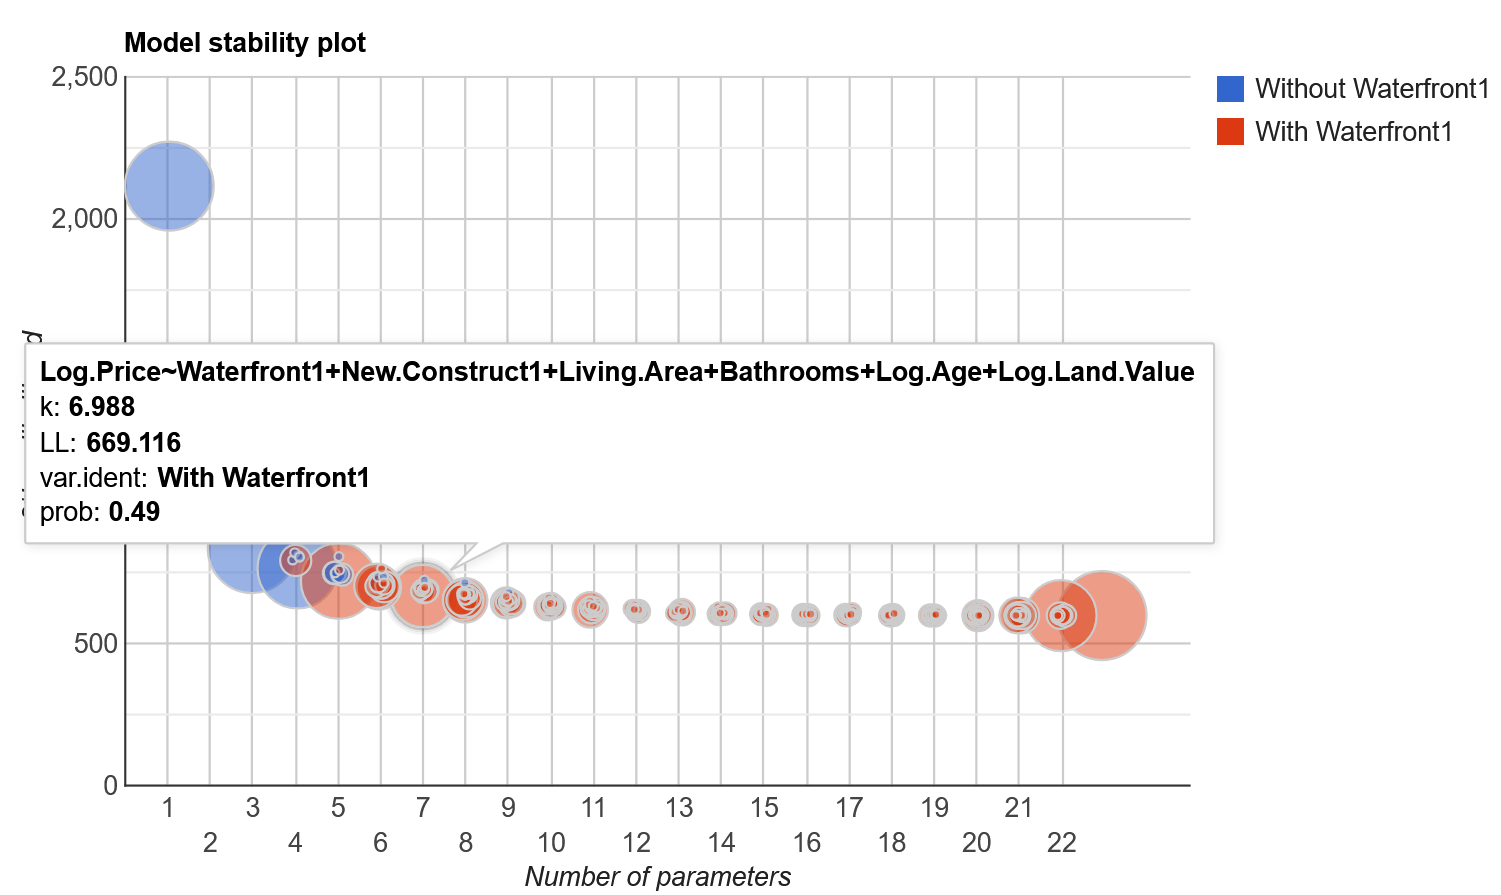 Model stability plot
2,500
2,000
500
0
Without Waterfront1
With Waterfront1
Log.Price~Waterfront1+New.Construct1+Living.Area+Bathrooms+Log.Age+Log.Land.Value
k: 6.988
LL: 669.116
var.ident: With Waterfront1
prob: 0.49
1 3 5 7 9 11 13 15 17 19 21
2 4 6 8 10 12 14 16 18 20 22
Number of parameters